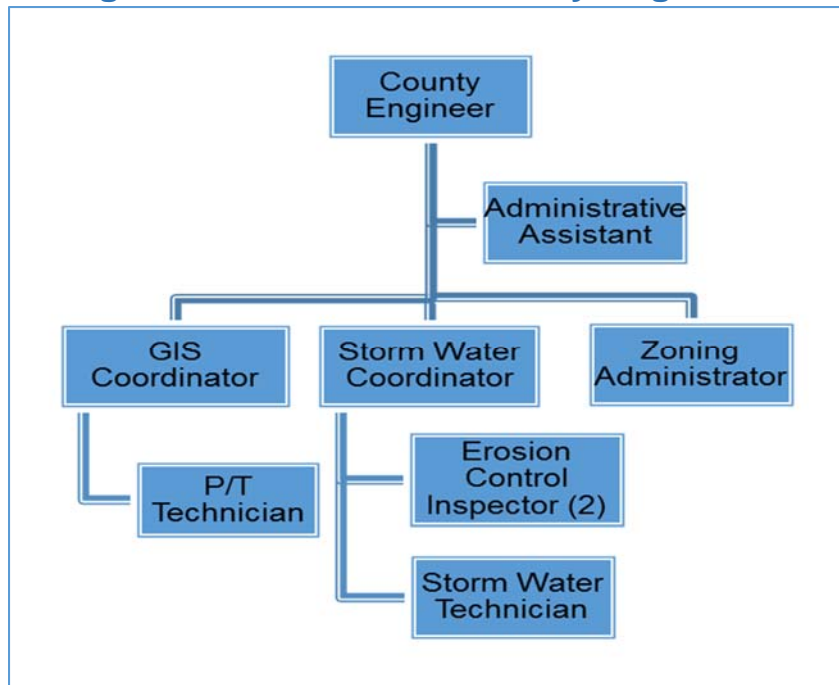 County
Engineer
Administrative
Assistant
GIS
Coordinator
Storm Water
Coordinator
Zoning
Administrator
P/T
Technician
Erosion
Control
Inspector (2)
Storm Water
Technician